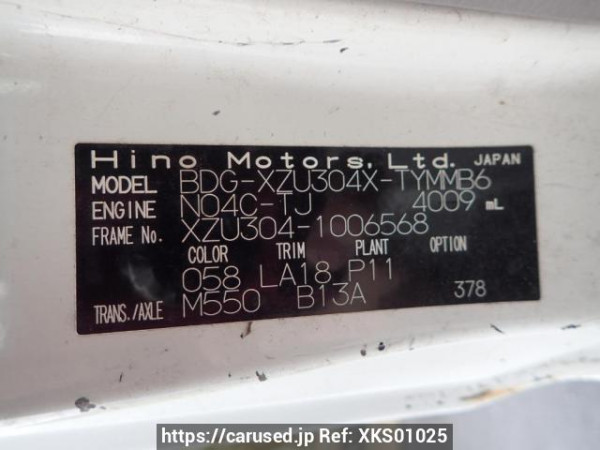 Hino Motors, Ltd. JAPAN
MODEL BDG-XZU304X-TYMMB6
ENGINE N04C-TJ 4009 mL
FRAME No. XZU304-1006568
COLOR TRIM PLANT OPTION
058 LA18 P11
TRANS./AXLE M550 B13A 378
https://carused.jp Ref: XKS01025